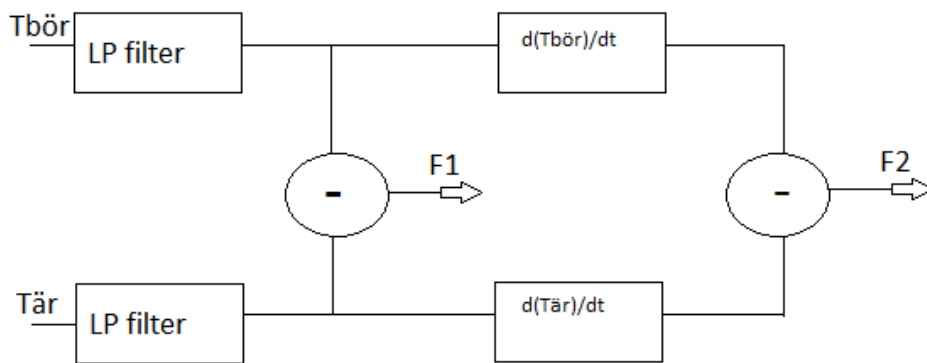 Tbör
LP filter
d(Tbör)/dt
-
F1
-
F2
Tär
LP filter
d(Tär)/dt